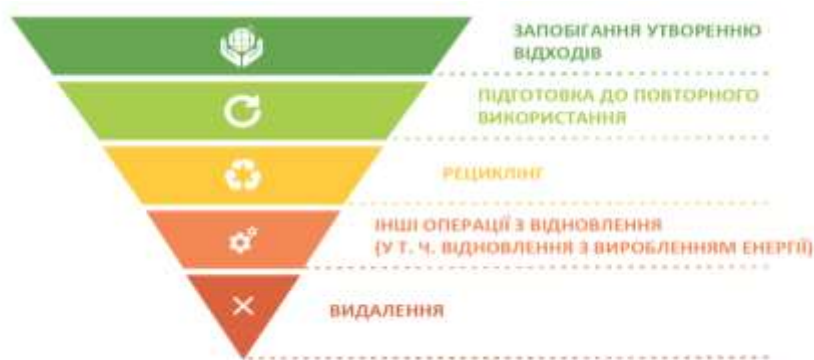 ЗАПОБІГАННЯ УТВОРЕННЮ
ВІДХОДІВ
ПІДГОТОВКА ДО ПОВТОРНОГО
ВИКОРИСТАННЯ
РЕЦИКЛІНГ
ІНШІ ОПЕРАЦІЇ З ВІДНОВЛЕННЯ
(У Т. Ч. ВІДНОВЛЕННЯ З ВИРОБЛЕННЯМ ЕНЕРГІЇ)
ВИДАЛЕННЯ